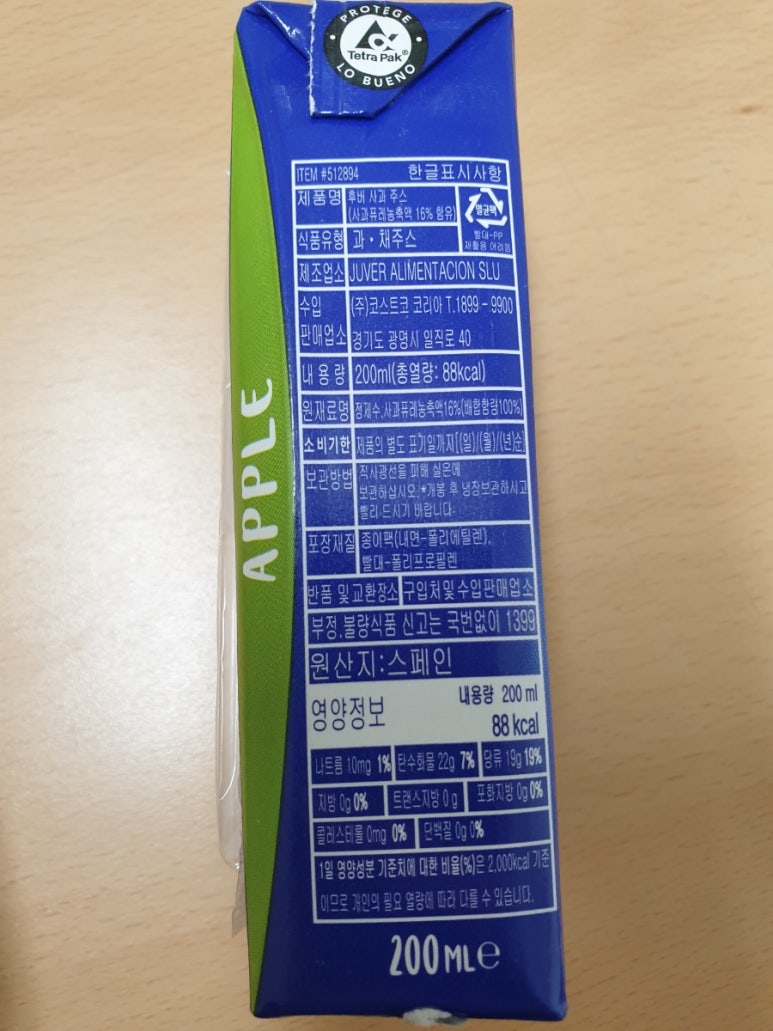 PROTEGE
Tetra Pak®
LO BUENO
ITEM #512894 한글표시사항
제품명 후버 사과 주스
(사과퓨레농축액 16% 함유)
멸균팩
빨대-PP
재활용 어려움
식품유형 과·채주스
제조업소 JUVER ALIMENTACION SLU
수입 (주)코스트코 코리아 T.1899-9900
판매업소 경기도 광명시 일직로 40
내용량 200ml(총열량: 88kcal)
원재료명 정제수,사과퓨레농축액16%(배합함량100%)
소비기한 제품의 별도 표기일까지[(일)/(월)/(년)순]
보관방법 직사광선을 피해 실온에
보관하십시오.*개봉 후 냉장보관하시고
빨리 드시기 바랍니다.
포장재질 종이팩(내면-폴리에틸렌),
빨대-폴리프로필렌
반품 및 교환장소 구입처및 수입판매업소
부정,불량식품 신고는 국번없이 1399
원산지:스페인
영양정보 내용량 200 ml
88 kcal
나트륨 10mg 1% 탄수화물 22g 7% 당류 19g 19%
지방 0g 0% 트랜스지방 0 g 포화지방 0g 0%
콜레스테롤 0mg 0% 단백질 0g 0%
1일 영양성분 기준치에 대한 비율(%)은 2,000kcal 기준
이므로 개인의 필요 열량에 따라 다를 수 있습니다.
200 MLe
APPLE